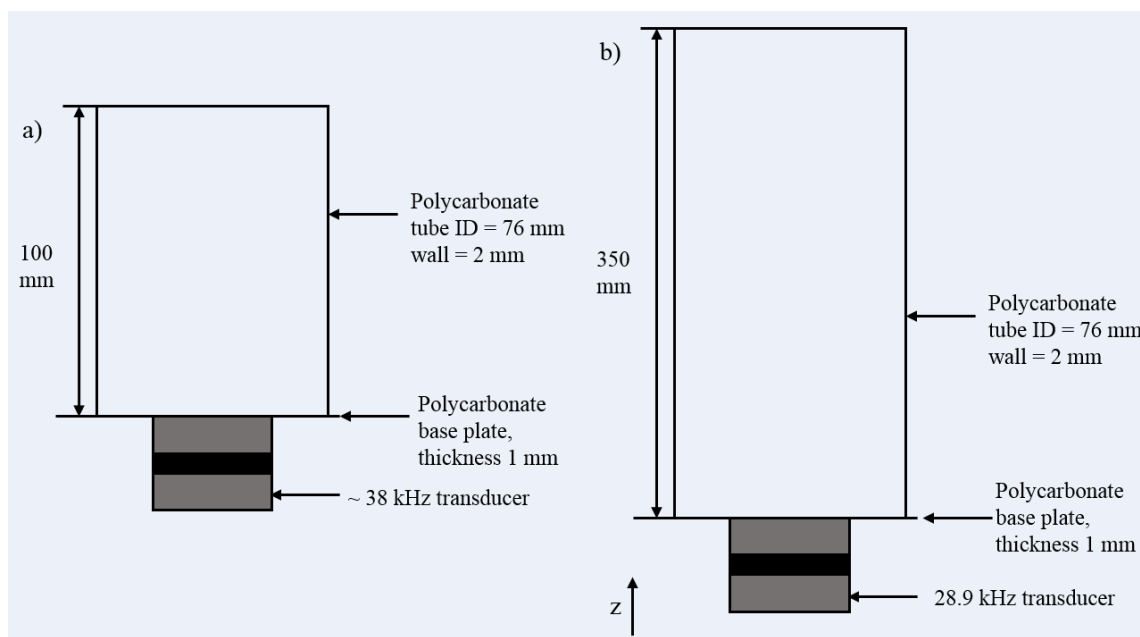 a)
100
mm
Polycarbonate
tube ID = 76 mm
wall = 2 mm
Polycarbonate
base plate,
thickness 1 mm
~ 38 kHz transducer
b)
350
mm
Polycarbonate
tube ID = 76 mm
wall = 2 mm
Polycarbonate
base plate,
thickness 1 mm
z
28.9 kHz transducer